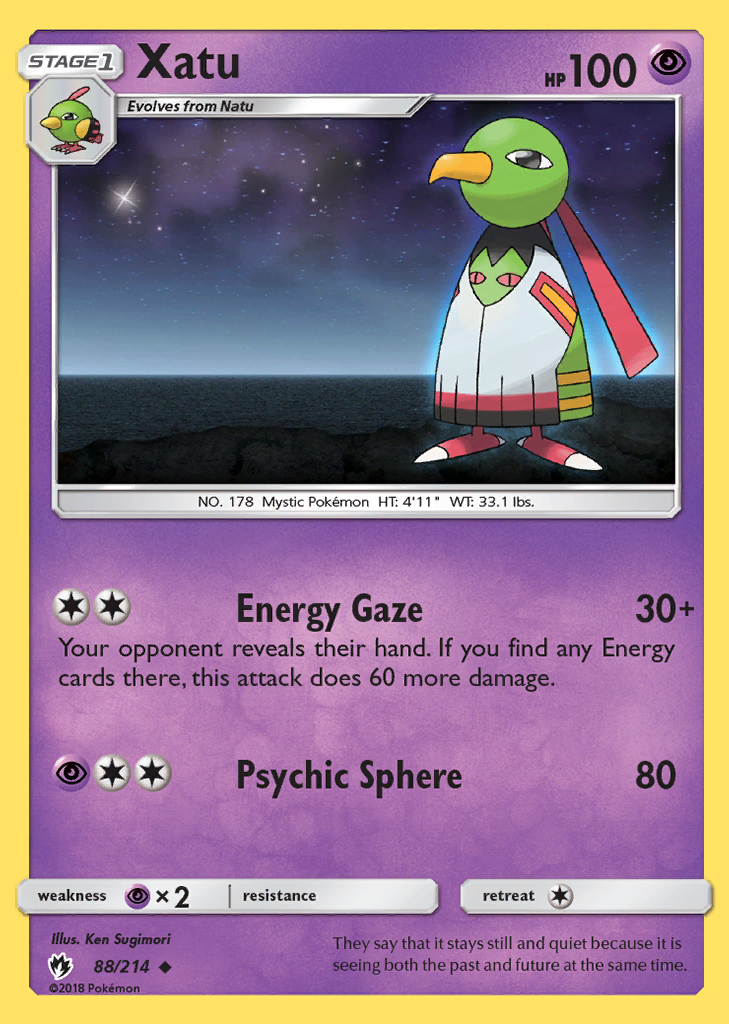 STAGE1
Xatu
HP 100
Evolves from Natu
NO. 178 Mystic Pokémon HT: 4'11" WT: 33.1 lbs.
Energy Gaze 30+
Your opponent reveals their hand. If you find any Energy
cards there, this attack does 60 more damage.
Psychic Sphere 80
weakness ×2 resistance retreat
Illus. Ken Sugimori
88/214
©2018 Pokémon
They say that it stays still and quiet because it is
seeing both the past and future at the same time.